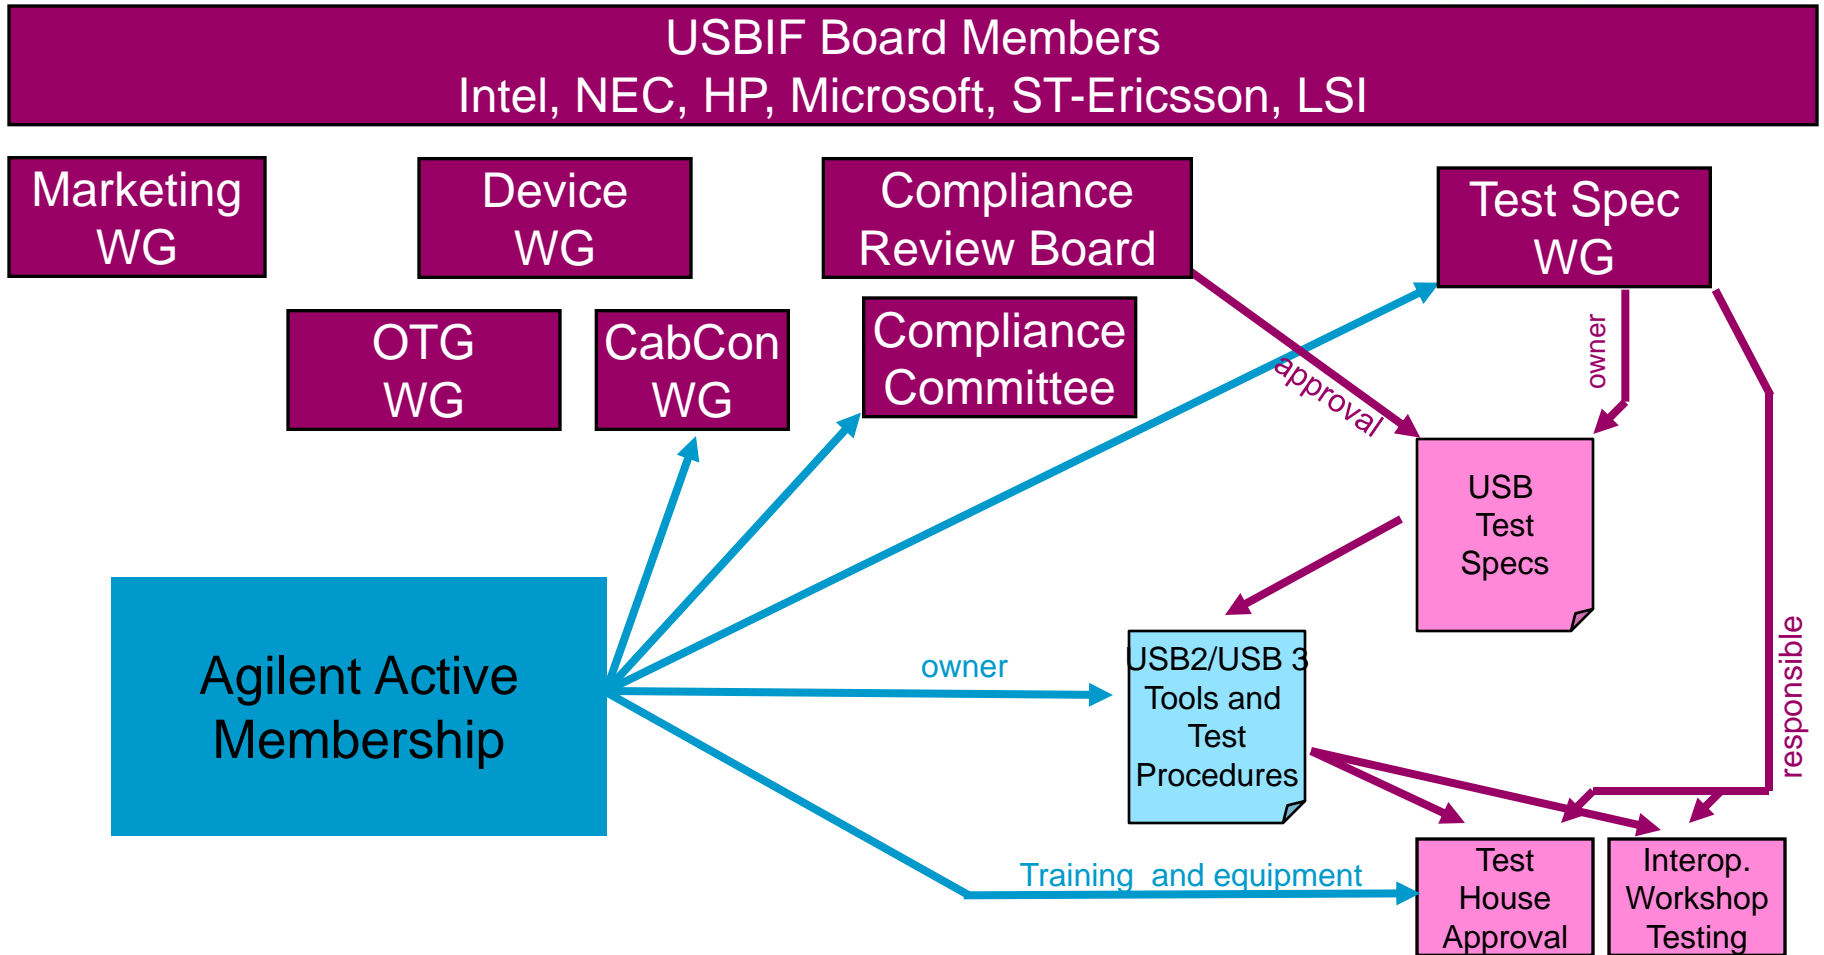 USBIF Board Members
Intel, NEC, HP, Microsoft, ST-Ericsson, LSI
Marketing
WG
Device
WG
Compliance
Review Board
Test Spec
WG
OTG
WG
CabCon
WG
Compliance
Committee
approval
owner
USB
Test
Specs
Agilent Active
Membership
owner
USB2/USB 3
Tools and
Test
Procedures
responsible
Training and equipment
Test
House
Approval
Interop.
Workshop
Testing